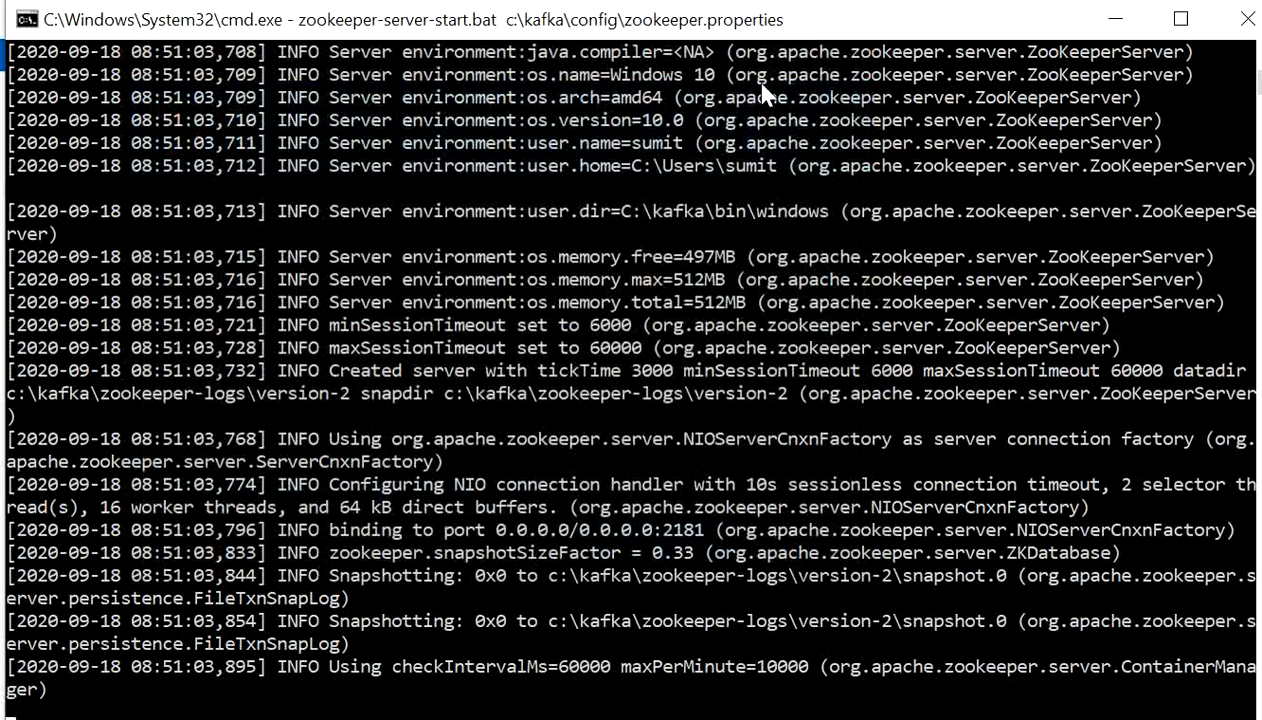 C:\Windows\System32\cmd.exe - zookeeper-server-start.bat  c:\kafka\config\zookeeper.properties
[2020-09-18 08:51:03,708] INFO Server environment:java.compiler=<NA> (org.apache.zookeeper.server.ZooKeeperServer)
[2020-09-18 08:51:03,709] INFO Server environment:os.name=Windows 10 (org.apache.zookeeper.server.ZooKeeperServer)
[2020-09-18 08:51:03,709] INFO Server environment:os.arch=amd64 (org.apache.zookeeper.server.ZooKeeperServer)
[2020-09-18 08:51:03,710] INFO Server environment:os.version=10.0 (org.apache.zookeeper.server.ZooKeeperServer)
[2020-09-18 08:51:03,711] INFO Server environment:user.name=sumit (org.apache.zookeeper.server.ZooKeeperServer)
[2020-09-18 08:51:03,712] INFO Server environment:user.home=C:\Users\sumit (org.apache.zookeeper.server.ZooKeeperServer)
[2020-09-18 08:51:03,713] INFO Server environment:user.dir=C:\kafka\bin\windows (org.apache.zookeeper.server.ZooKeeperSe
rver)
[2020-09-18 08:51:03,715] INFO Server environment:os.memory.free=497MB (org.apache.zookeeper.server.ZooKeeperServer)
[2020-09-18 08:51:03,716] INFO Server environment:os.memory.max=512MB (org.apache.zookeeper.server.ZooKeeperServer)
[2020-09-18 08:51:03,716] INFO Server environment:os.memory.total=512MB (org.apache.zookeeper.server.ZooKeeperServer)
[2020-09-18 08:51:03,721] INFO minSessionTimeout set to 6000 (org.apache.zookeeper.server.ZooKeeperServer)
[2020-09-18 08:51:03,728] INFO maxSessionTimeout set to 60000 (org.apache.zookeeper.server.ZooKeeperServer)
[2020-09-18 08:51:03,732] INFO Created server with tickTime 3000 minSessionTimeout 6000 maxSessionTimeout 60000 datadir
c:\kafka\zookeeper-logs\version-2 snapdir c:\kafka\zookeeper-logs\version-2 (org.apache.zookeeper.server.ZooKeeperServer
)
[2020-09-18 08:51:03,768] INFO Using org.apache.zookeeper.server.NIOServerCnxnFactory as server connection factory (org.
apache.zookeeper.server.ServerCnxnFactory)
[2020-09-18 08:51:03,774] INFO Configuring NIO connection handler with 10s sessionless connection timeout, 2 selector th
read(s), 16 worker threads, and 64 kB direct buffers. (org.apache.zookeeper.server.NIOServerCnxnFactory)
[2020-09-18 08:51:03,796] INFO binding to port 0.0.0.0/0.0.0.0:2181 (org.apache.zookeeper.server.NIOServerCnxnFactory)
[2020-09-18 08:51:03,833] INFO zookeeper.snapshotSizeFactor = 0.33 (org.apache.zookeeper.server.ZKDatabase)
[2020-09-18 08:51:03,844] INFO Snapshotting: 0x0 to c:\kafka\zookeeper-logs\version-2\snapshot.0 (org.apache.zookeeper.s
erver.persistence.FileTxnSnapLog)
[2020-09-18 08:51:03,854] INFO Snapshotting: 0x0 to c:\kafka\zookeeper-logs\version-2\snapshot.0 (org.apache.zookeeper.s
erver.persistence.FileTxnSnapLog)
[2020-09-18 08:51:03,895] INFO Using checkIntervalMs=60000 maxPerMinute=10000 (org.apache.zookeeper.server.ContainerMana
ger)